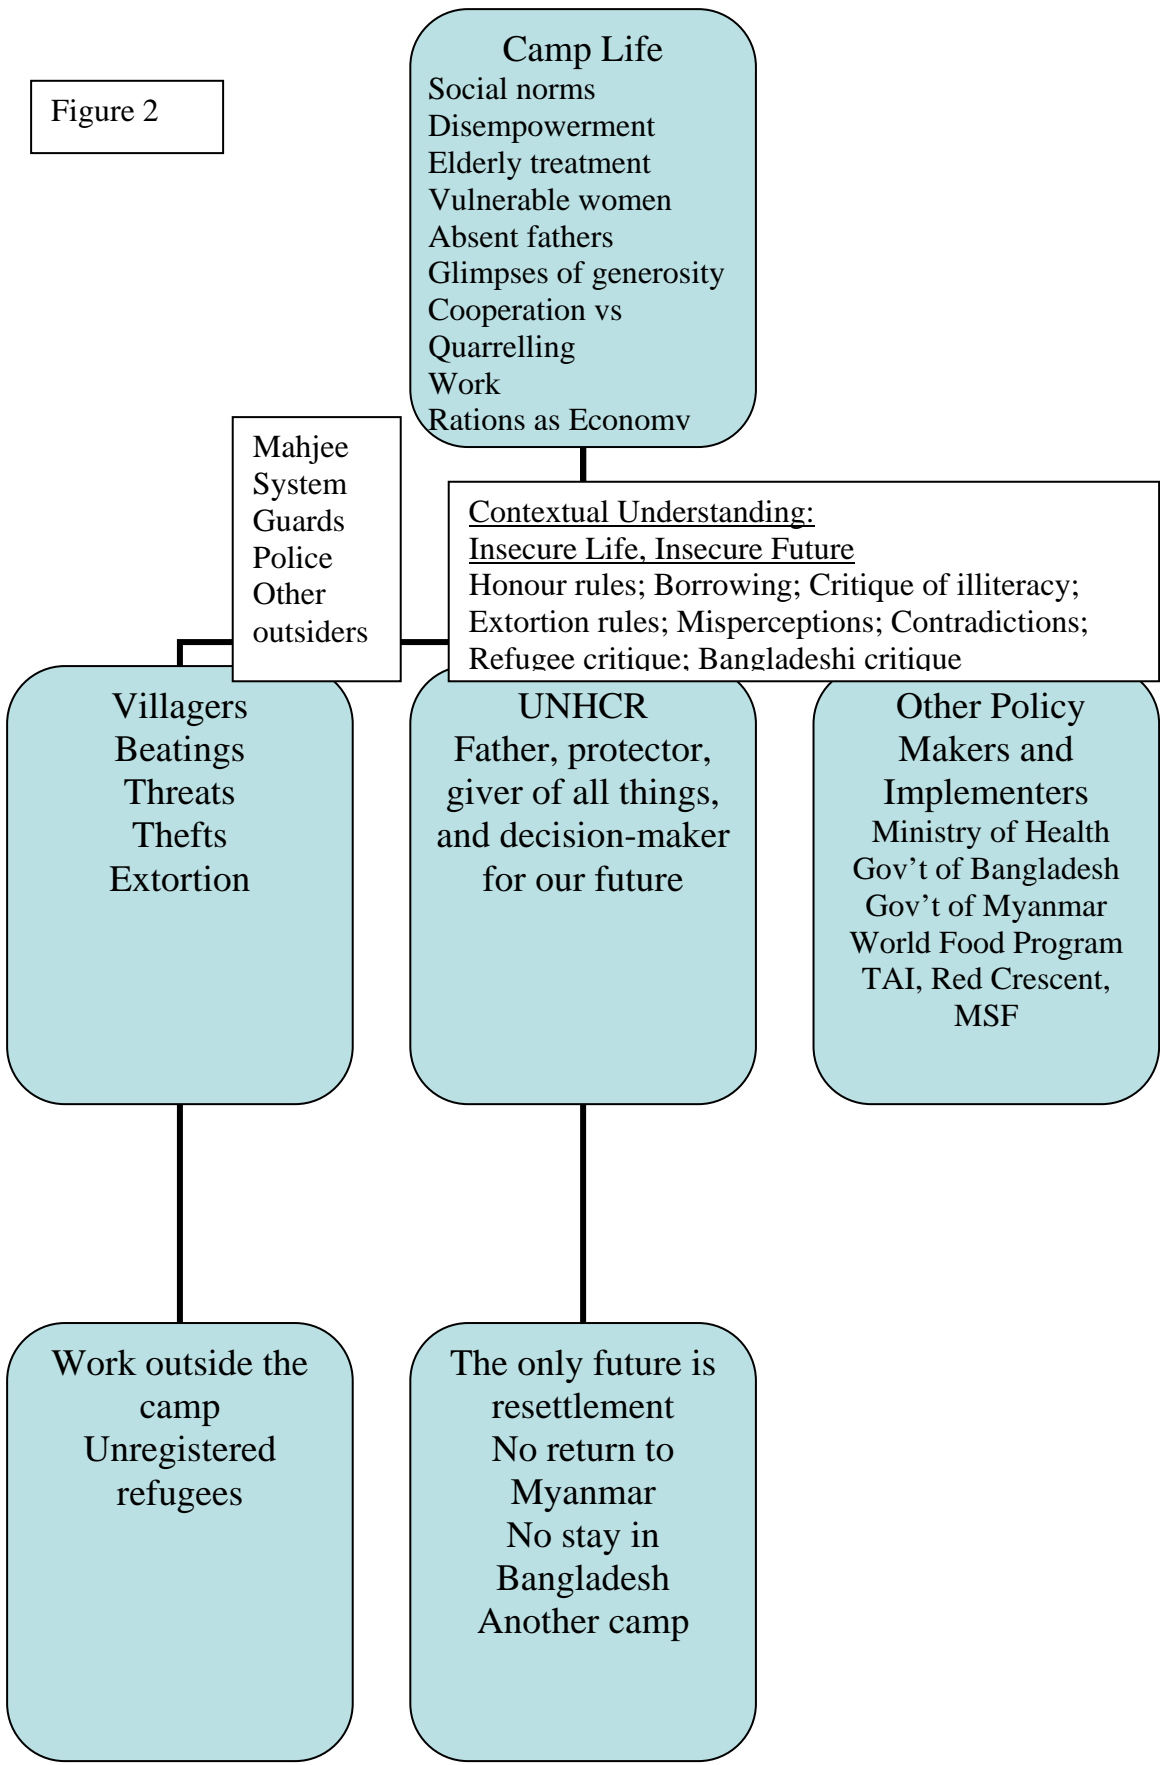 Figure 2
Camp Life
Social norms
Disempowerment
Elderly treatment
Vulnerable women
Absent fathers
Glimpses of generosity
Cooperation vs
Quarrelling
Work
Rations as Economy
Mahjee
System
Guards
Police
Other
outsiders
Contextual Understanding:
Insecure Life, Insecure Future
Honour rules; Borrowing; Critique of illiteracy;
Extortion rules; Misperceptions; Contradictions;
Refugee critique; Bangladeshi critique
Villagers
Beatings
Threats
Thefts
Extortion
UNHCR
Father, protector,
giver of all things,
and decision-maker
for our future
Other Policy
Makers and
Implementers
Ministry of Health
Gov’t of Bangladesh
Gov’t of Myanmar
World Food Program
TAI, Red Crescent,
MSF
Work outside the
camp
Unregistered
refugees
The only future is
resettlement
No return to
Myanmar
No stay in
Bangladesh
Another camp